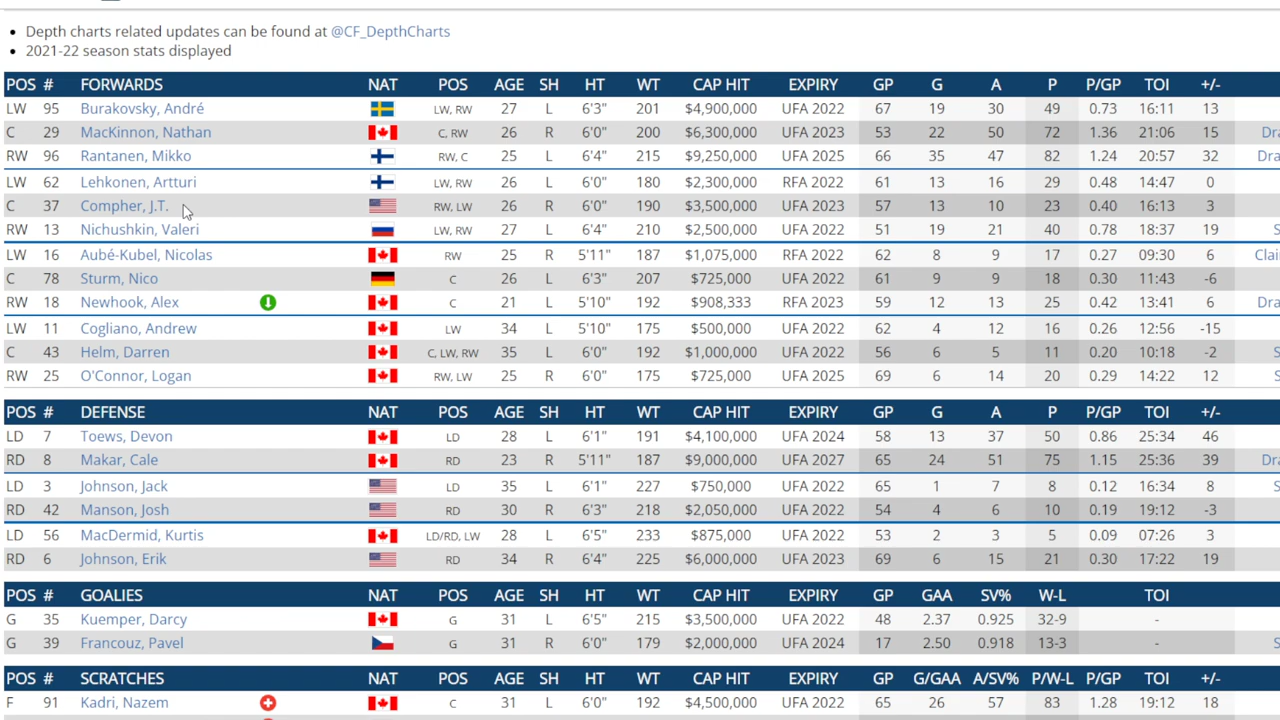 Depth charts related updates can be found at @CF_DepthCharts
2021-22 season stats displayed
POS # FORWARDS NAT POS AGE SH HT WT CAP HIT EXPIRY GP G A P P/GP TOI +/-
LW 95 Burakovsky, André LW, RW 27 L 6'3" 201 $4,900,000 UFA 2022 67 19 30 49 0.73 16:11 13
C 29 MacKinnon, Nathan C, RW 26 R 6'0" 200 $6,300,000 UFA 2023 53 22 50 72 1.36 21:06 15 Dra
RW 96 Rantanen, Mikko RW, C 25 L 6'4" 215 $9,250,000 UFA 2025 66 35 47 82 1.24 20:57 32 Dra
LW 62 Lehkonen, Artturi LW, RW 26 L 6'0" 180 $2,300,000 RFA 2022 61 13 16 29 0.48 14:47 0
C 37 Compher, J.T. RW, LW 26 R 6'0" 190 $3,500,000 UFA 2023 57 13 10 23 0.40 16:13 3
RW 13 Nichushkin, Valeri LW, RW 27 L 6'4" 210 $2,500,000 UFA 2022 51 19 21 40 0.78 18:37 19 S
LW 16 Aubé-Kubel, Nicolas RW 25 R 5'11" 187 $1,075,000 RFA 2022 62 8 9 17 0.27 09:30 6 Clai
C 78 Sturm, Nico C 26 L 6'3" 207 $725,000 UFA 2022 61 9 9 18 0.30 11:43 -6
RW 18 Newhook, Alex C 21 L 5'10" 192 $908,333 RFA 2023 59 12 13 25 0.42 13:41 6 Dra
LW 11 Cogliano, Andrew LW 34 L 5'10" 175 $500,000 UFA 2022 62 4 12 16 0.26 12:56 -15
C 43 Helm, Darren C, LW, RW 35 L 6'0" 192 $1,000,000 UFA 2022 56 6 5 11 0.20 10:18 -2 S
RW 25 O'Connor, Logan RW, LW 25 R 6'0" 175 $725,000 UFA 2025 69 6 14 20 0.29 14:22 12 S
POS # DEFENSE NAT POS AGE SH HT WT CAP HIT EXPIRY GP G A P P/GP TOI +/-
LD 7 Toews, Devon LD 28 L 6'1" 191 $4,100,000 UFA 2024 58 13 37 50 0.86 25:34 46
RD 8 Makar, Cale RD 23 R 5'11" 187 $9,000,000 UFA 2027 65 24 51 75 1.15 25:36 39 Dra
LD 3 Johnson, Jack LD 35 L 6'1" 227 $750,000 UFA 2022 65 1 7 8 0.12 16:34 8 S
RD 42 Manson, Josh RD 30 R 6'3" 218 $2,050,000 UFA 2022 54 4 6 10 0.19 19:12 -3
LD 56 MacDermid, Kurtis LD/RD, LW 28 L 6'5" 233 $875,000 UFA 2022 53 2 3 5 0.09 07:26 3
RD 6 Johnson, Erik RD 34 R 6'4" 225 $6,000,000 UFA 2023 69 6 15 21 0.30 17:22 19
POS # GOALIES NAT POS AGE SH HT WT CAP HIT EXPIRY GP GAA SV% W-L TOI
G 35 Kuemper, Darcy G 31 L 6'5" 215 $3,500,000 UFA 2022 48 2.37 0.925 32-9 -
G 39 Francouz, Pavel G 31 R 6'0" 179 $2,000,000 UFA 2024 17 2.50 0.918 13-3 - S
POS # SCRATCHES NAT POS AGE SH HT WT CAP HIT EXPIRY GP G/GAA A/SV% P/W-L P/GP TOI +/-
F 91 Kadri, Nazem C 31 L 6'0" 192 $4,500,000 UFA 2022 65 26 57 83 1.28 19:12 18